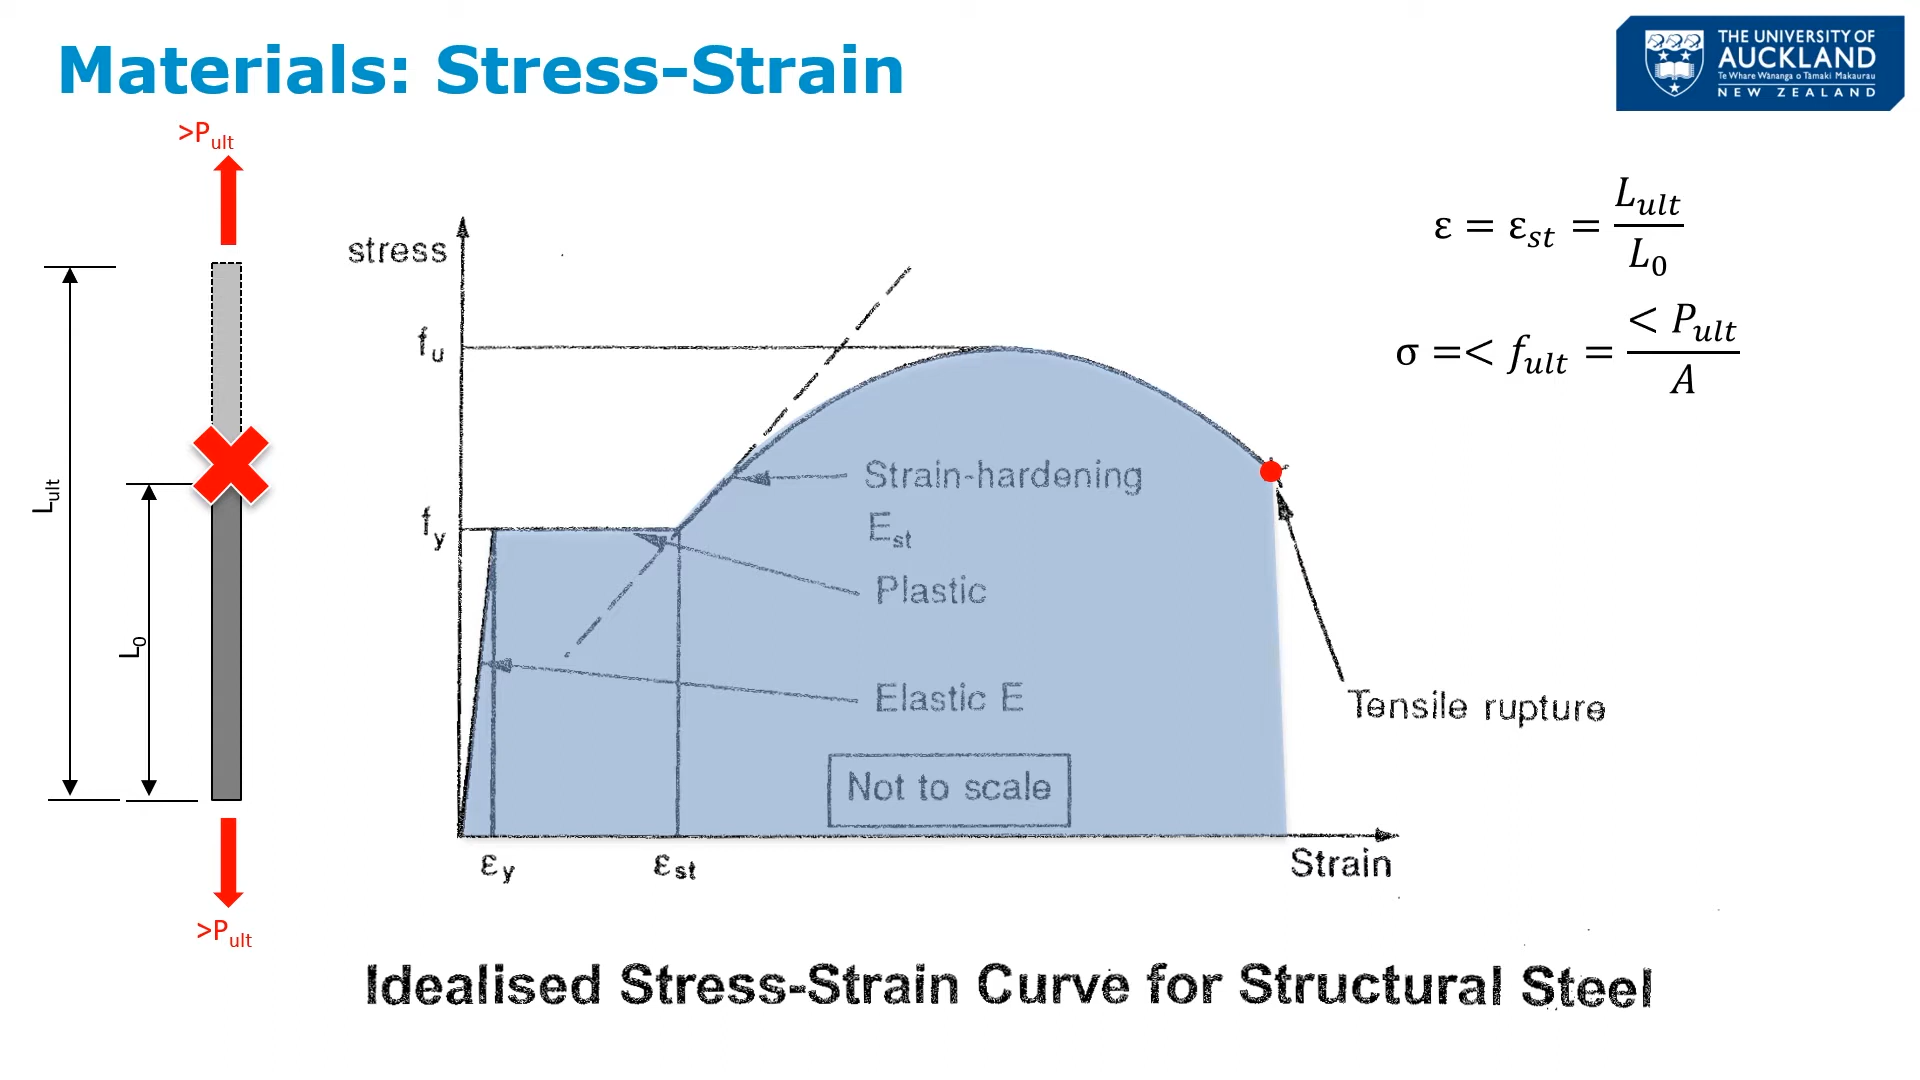 Materials: Stress-Strain
THE UNIVERSITY OF
AUCKLAND
Te Whare Wānanga o Tāmaki Makaurau
NEW ZEALAND
>Pult
ε = εst = Lult / L0
σ =< fult = < Pult / A
stress
fu
Strain-hardening
Est
fy
Lult
Plastic
L0
Elastic E
Tensile rupture
Not to scale
εy
εst
Strain
>Pult
Idealised Stress-Strain Curve for Structural Steel